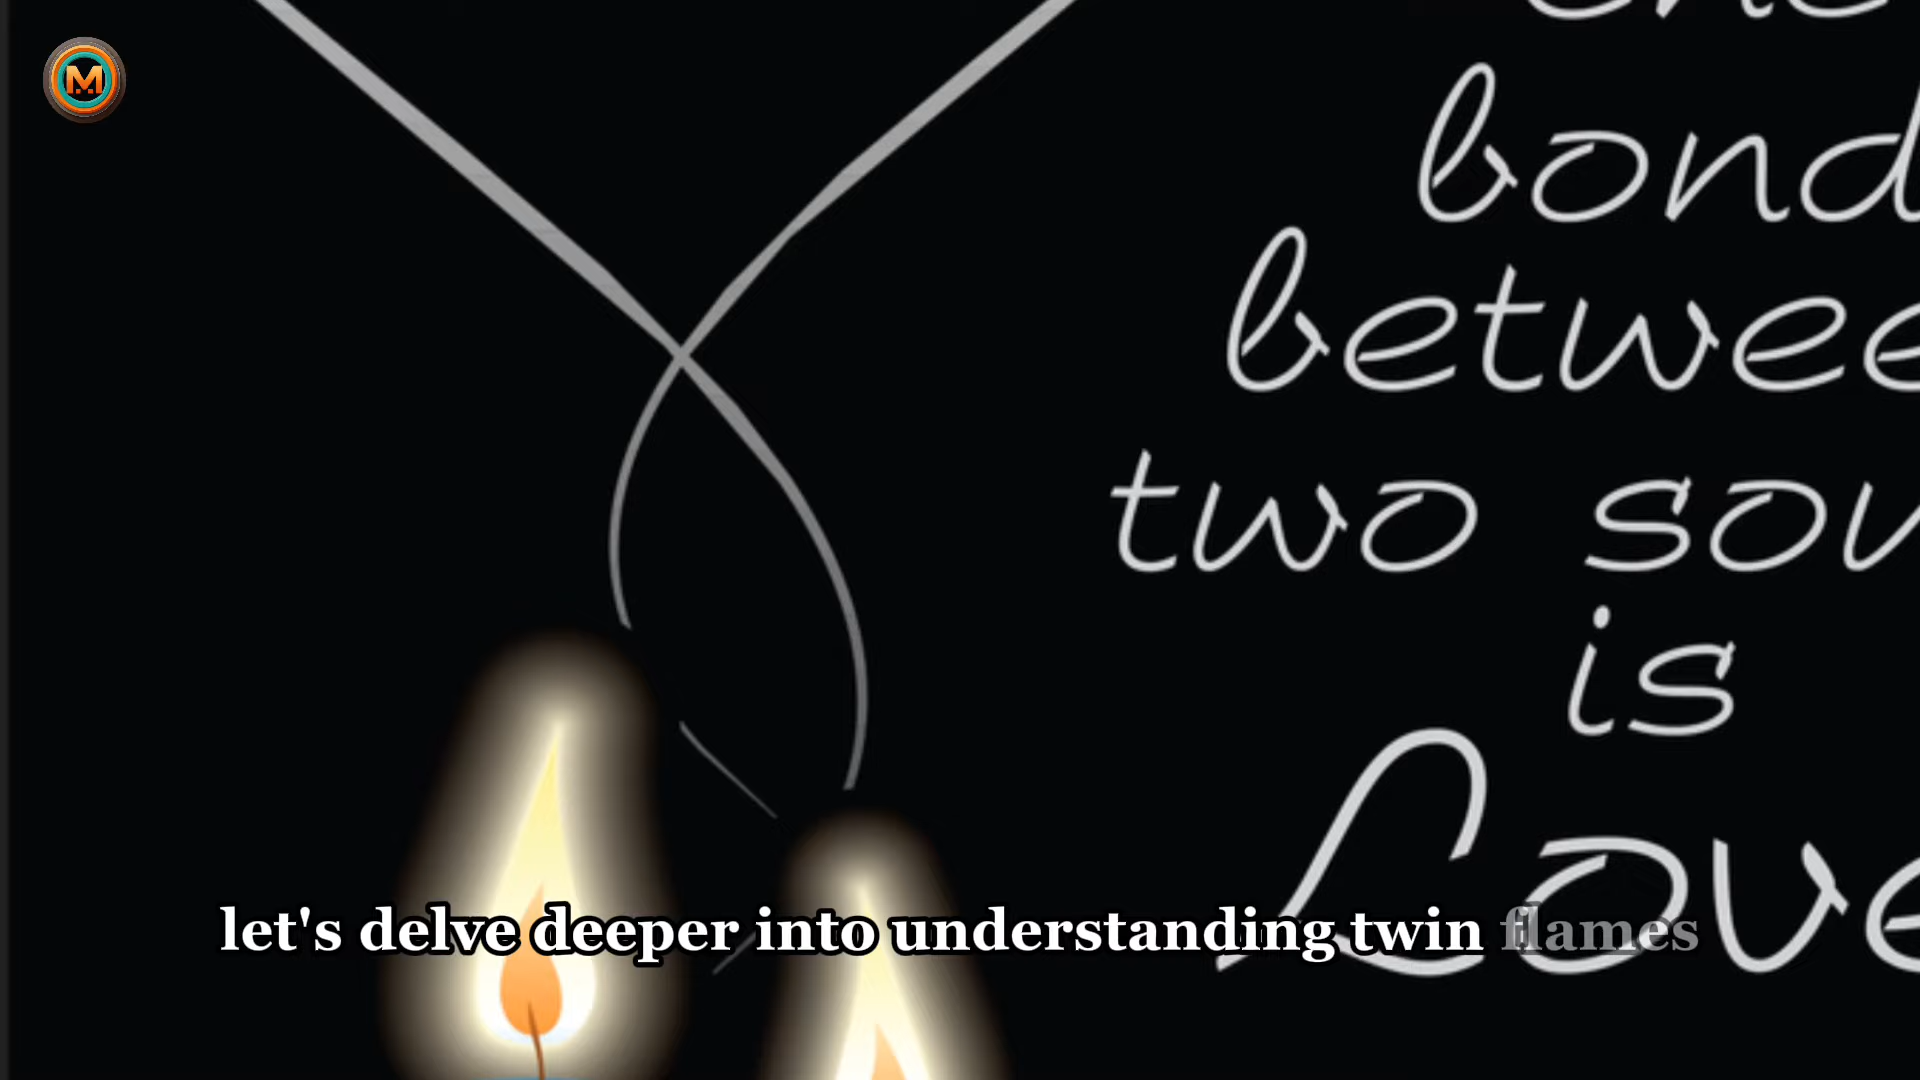 M
bond
betwee
two sou
is
Love
let's delve deeper into understanding twin flames